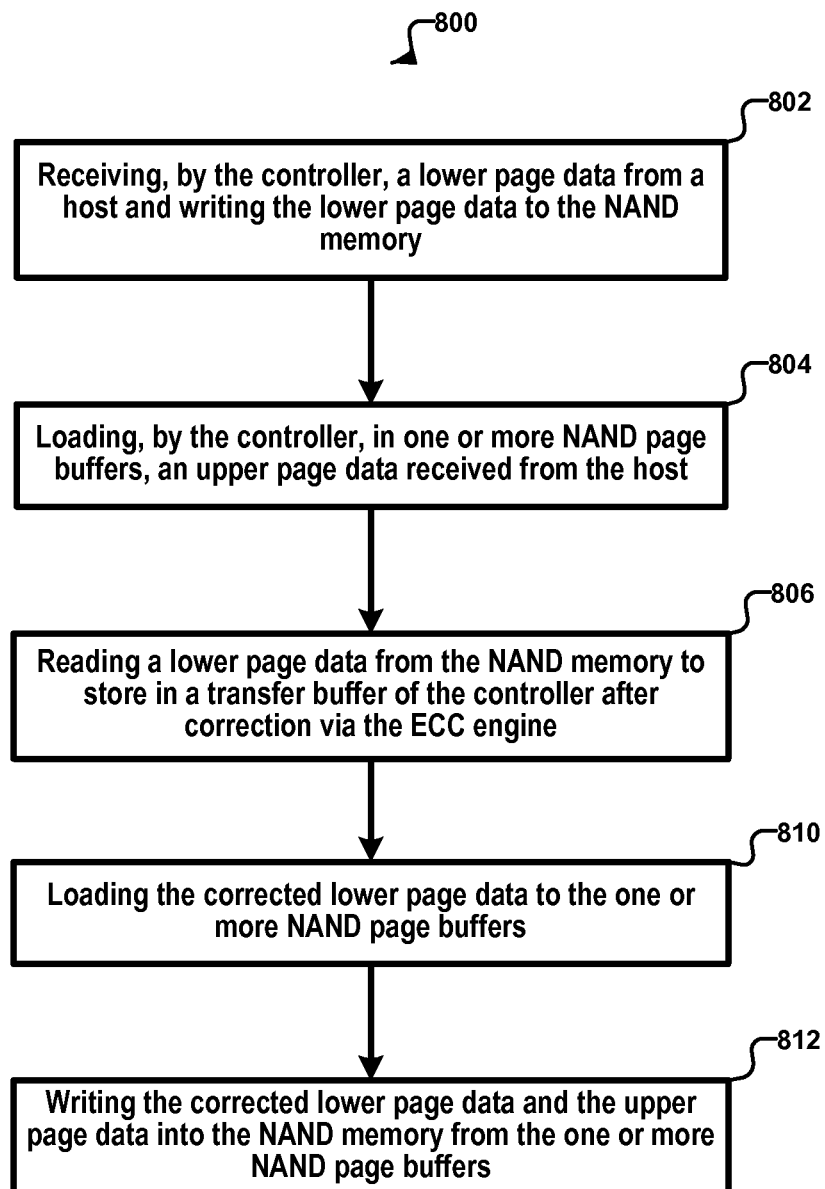 800
802
Receiving, by the controller, a lower page data from a
host and writing the lower page data to the NAND
memory
804
Loading, by the controller, in one or more NAND page
buffers, an upper page data received from the host
806
Reading a lower page data from the NAND memory to
store in a transfer buffer of the controller after
correction via the ECC engine
810
Loading the corrected lower page data to the one or
more NAND page buffers
812
Writing the corrected lower page data and the upper
page data into the NAND memory from the one or more
NAND page buffers